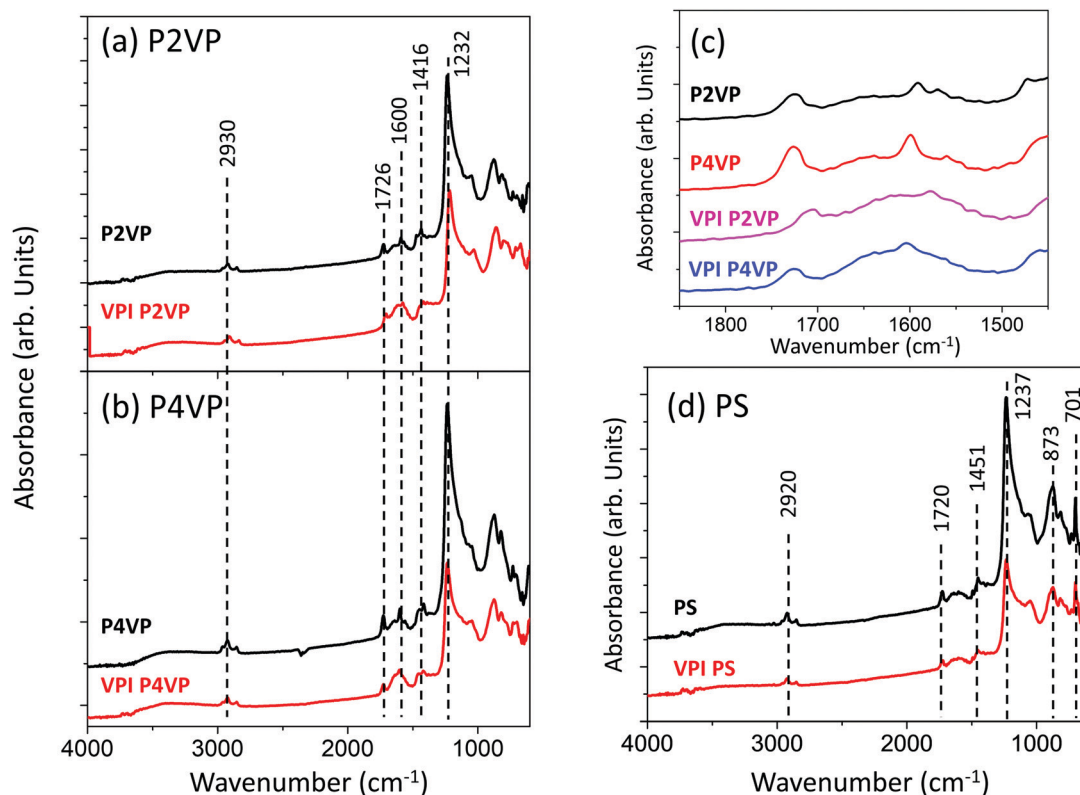 (a) P2VP
2930
1726
1600
1416
1232
P2VP
VPI P2VP
(b) P4VP
P4VP
VPI P4VP
Absorbance (arb. Units)
4000 3000 2000 1000
Wavenumber (cm⁻¹)
(c)
P2VP
P4VP
VPI P2VP
VPI P4VP
Absorbance (arb. Units)
1800 1700 1600 1500
Wavenumber (cm⁻¹)
(d) PS
2920
1720
1451
1237
873
701
PS
VPI PS
Absorbance (arb. Units)
4000 3000 2000 1000
Wavenumber (cm⁻¹)